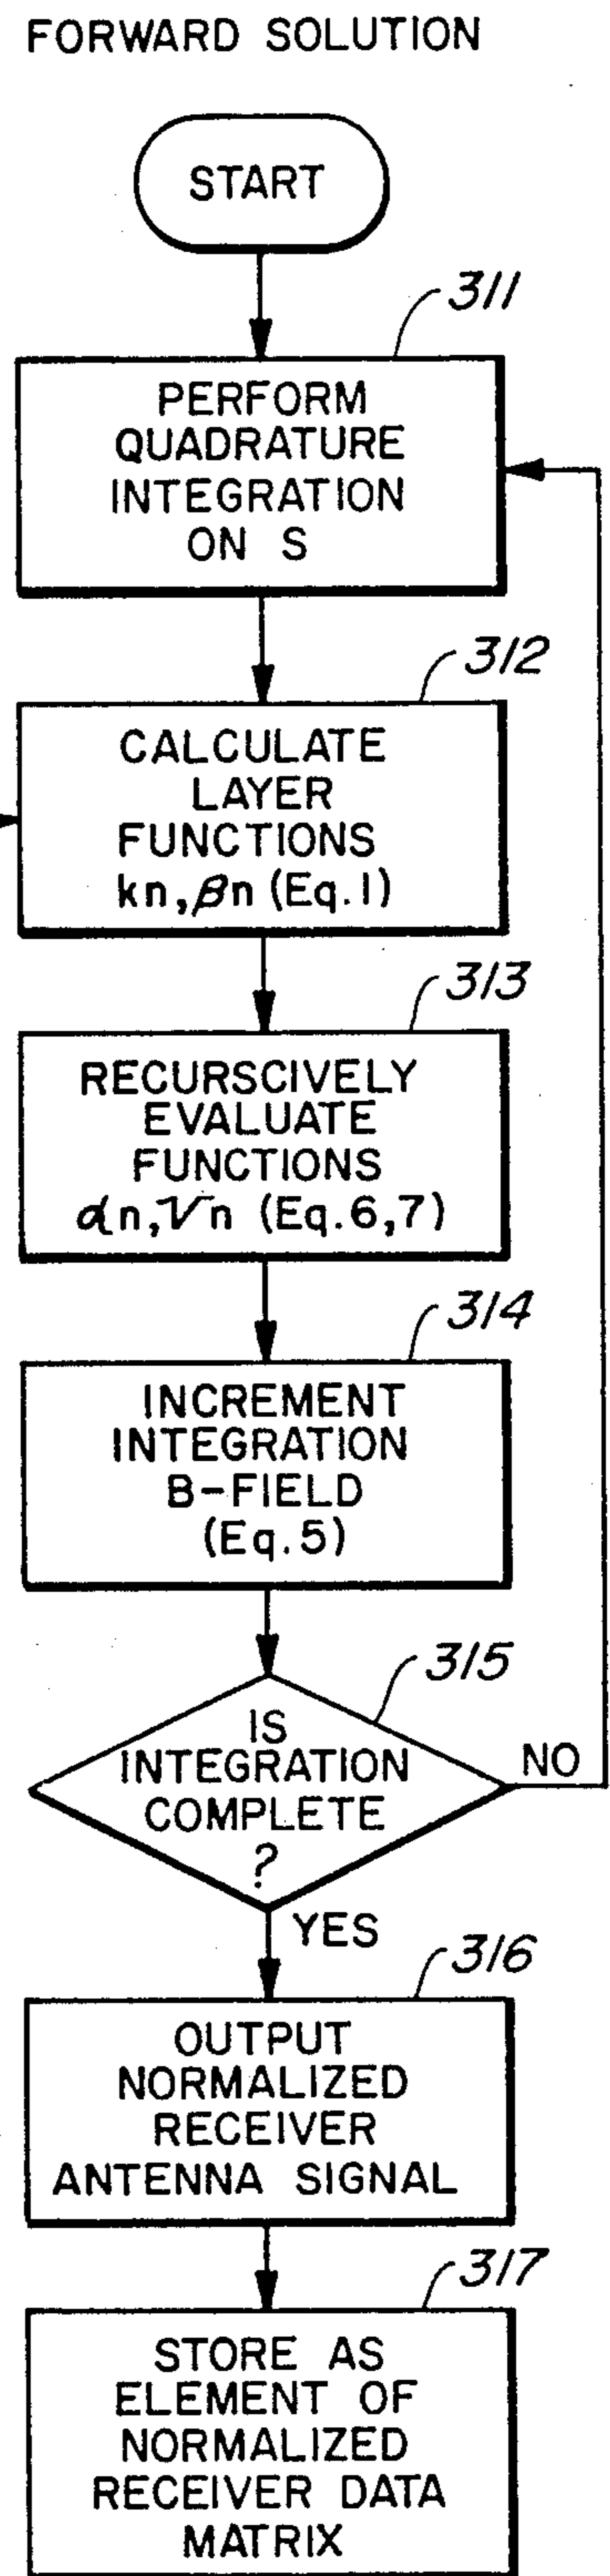 FORWARD SOLUTION
START
311
PERFORM
QUADRATURE
INTEGRATION
ON S
312
CALCULATE
LAYER
FUNCTIONS
kn, βn (Eq. 1)
313
RECURSCIVELY
EVALUATE
FUNCTIONS
αn, γn (Eq. 6,7)
314
INCREMENT
INTEGRATION
B-FIELD
(Eq. 5)
315
IS
INTEGRATION
COMPLETE
?
NO
YES
316
OUTPUT
NORMALIZED
RECEIVER
ANTENNA SIGNAL
317
STORE AS
ELEMENT OF
NORMALIZED
RECEIVER DATA
MATRIX